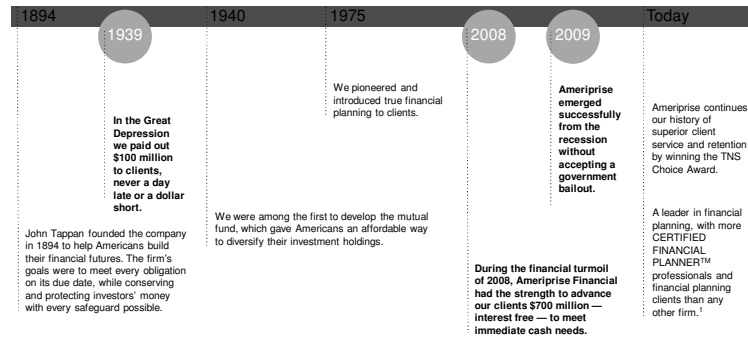 1894
1939
1940
1975
2008
2009
Today
John Tappan founded the company
in 1894 to help Americans build
their financial futures. The firm's
goals were to meet every obligation
on its due date, while conserving
and protecting investors' money
with every safeguard possible.
In the Great
Depression
we paid out
$100 million
to clients,
never a day
late or a dollar
short.
We were among the first to develop the mutual
fund, which gave Americans an affordable way
to diversify their investment holdings.
We pioneered and
introduced true financial
planning to clients.
During the financial turmoil
of 2008, Ameriprise Financial
had the strength to advance
our clients $700 million —
interest free — to meet
immediate cash needs.
Ameriprise
emerged
successfully
from the
recession
without
accepting a
government
bailout.
Ameriprise continues
our history of
superior client
service and retention
by winning the TNS
Choice Award.
A leader in financial
planning, with more
CERTIFIED
FINANCIAL
PLANNER™
professionals and
financial planning
clients than any
other firm.¹